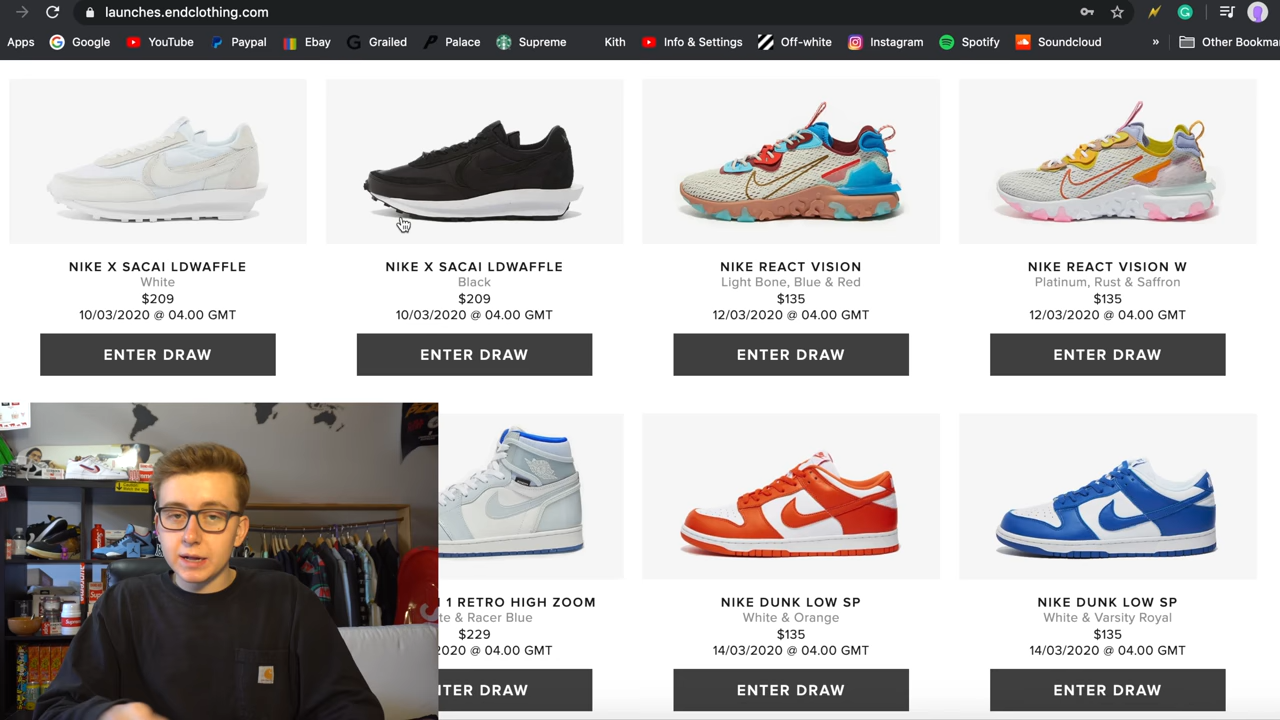 launches.endclothing.com
Apps Google YouTube Paypal Ebay Grailed Palace Supreme Kith Info & Settings Off-white Instagram Spotify Soundcloud » Other Bookma
NIKE X SACAI LDWAFFLE
White
$209
10/03/2020 @ 04.00 GMT
ENTER DRAW
NIKE X SACAI LDWAFFLE
Black
$209
10/03/2020 @ 04.00 GMT
ENTER DRAW
NIKE REACT VISION
Light Bone, Blue & Red
$135
12/03/2020 @ 04.00 GMT
ENTER DRAW
NIKE REACT VISION W
Platinum, Rust & Saffron
$135
12/03/2020 @ 04.00 GMT
ENTER DRAW
1 RETRO HIGH ZOOM
te & Racer Blue
$229
2020 @ 04.00 GMT
TER DRAW
NIKE DUNK LOW SP
White & Orange
$135
14/03/2020 @ 04.00 GMT
ENTER DRAW
NIKE DUNK LOW SP
White & Varsity Royal
$135
14/03/2020 @ 04.00 GMT
ENTER DRAW
Supreme